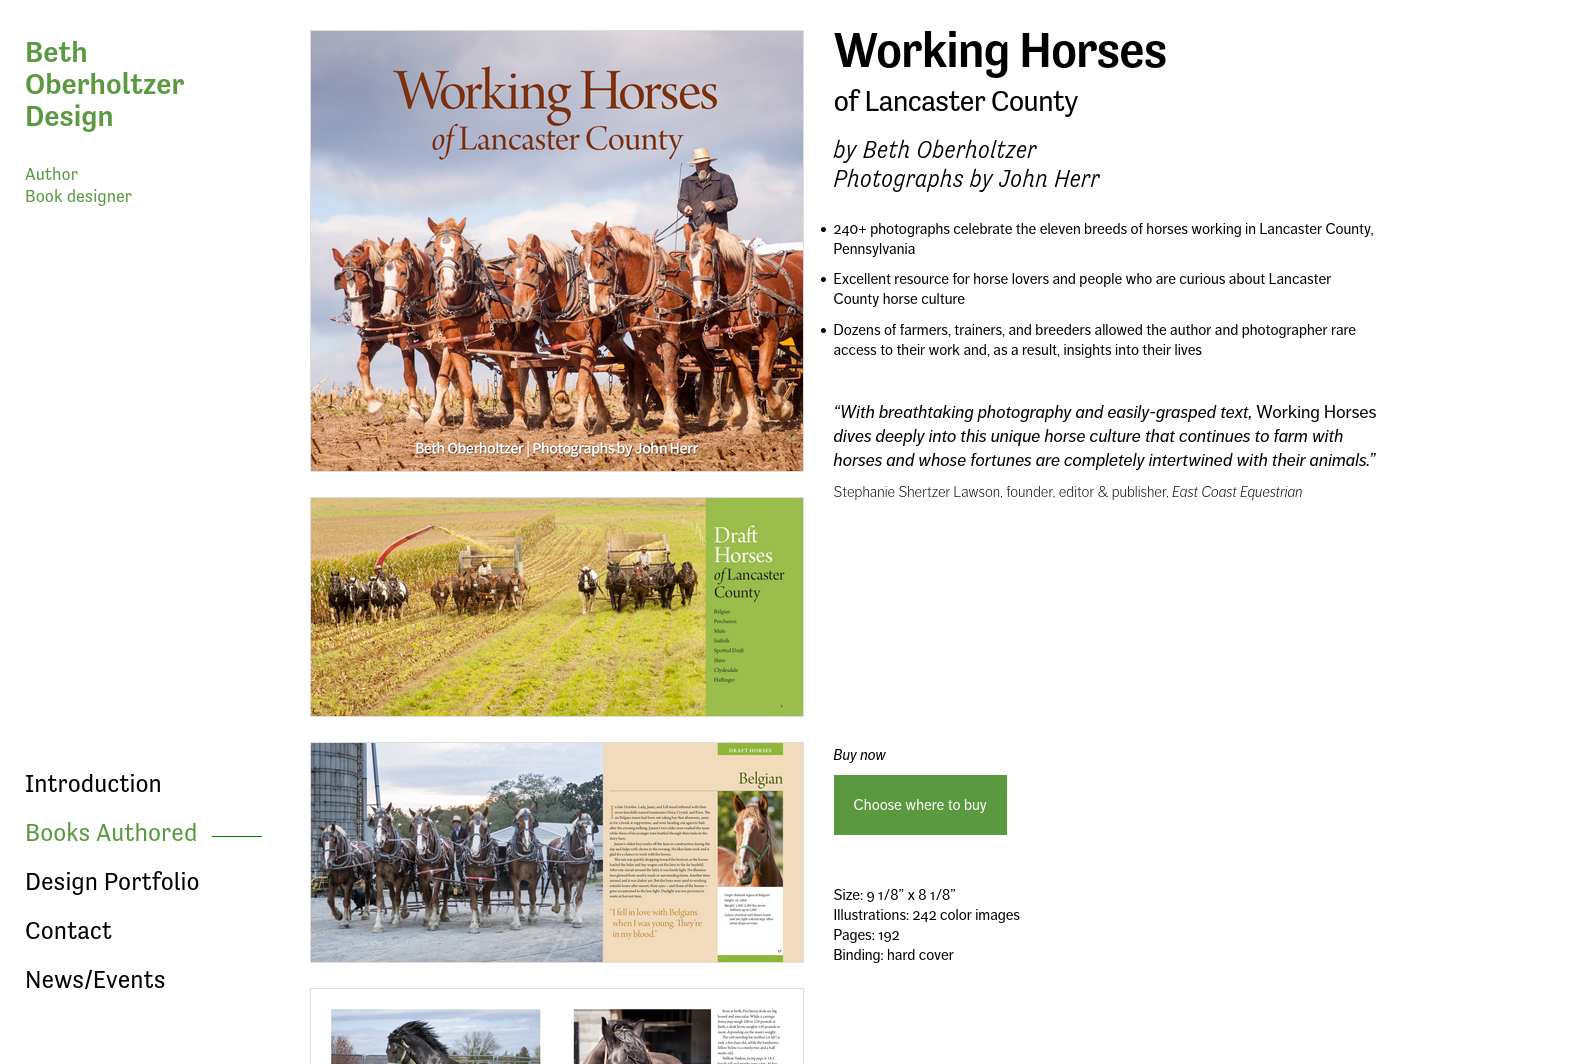 Beth
Oberholtzer
Design
Author
Book designer
Introduction
Books Authored
Design Portfolio
Contact
News/Events
Working Horses
of Lancaster County
Beth Oberholtzer | Photographs by John Herr
Draft
Horses
of Lancaster
County
Belgian
Percheron
Mule
Suffolk
Spotted Draft
Shire
Clydesdale
Haflinger
DRAFT HORSES
Belgian
"I fell in love with Belgians
when I was young. They're
in my blood."
Working Horses
of Lancaster County
by Beth Oberholtzer
Photographs by John Herr
• 240+ photographs celebrate the eleven breeds of horses working in Lancaster County,
Pennsylvania
• Excellent resource for horse lovers and people who are curious about Lancaster
County horse culture
• Dozens of farmers, trainers, and breeders allowed the author and photographer rare
access to their work and, as a result, insights into their lives
“With breathtaking photography and easily-grasped text, Working Horses
dives deeply into this unique horse culture that continues to farm with
horses and whose fortunes are completely intertwined with their animals.”
Stephanie Shertzer Lawson, founder, editor & publisher, East Coast Equestrian
Buy now
Choose where to buy
Size: 9 1/8” x 8 1/8”
Illustrations: 242 color images
Pages: 192
Binding: hard cover